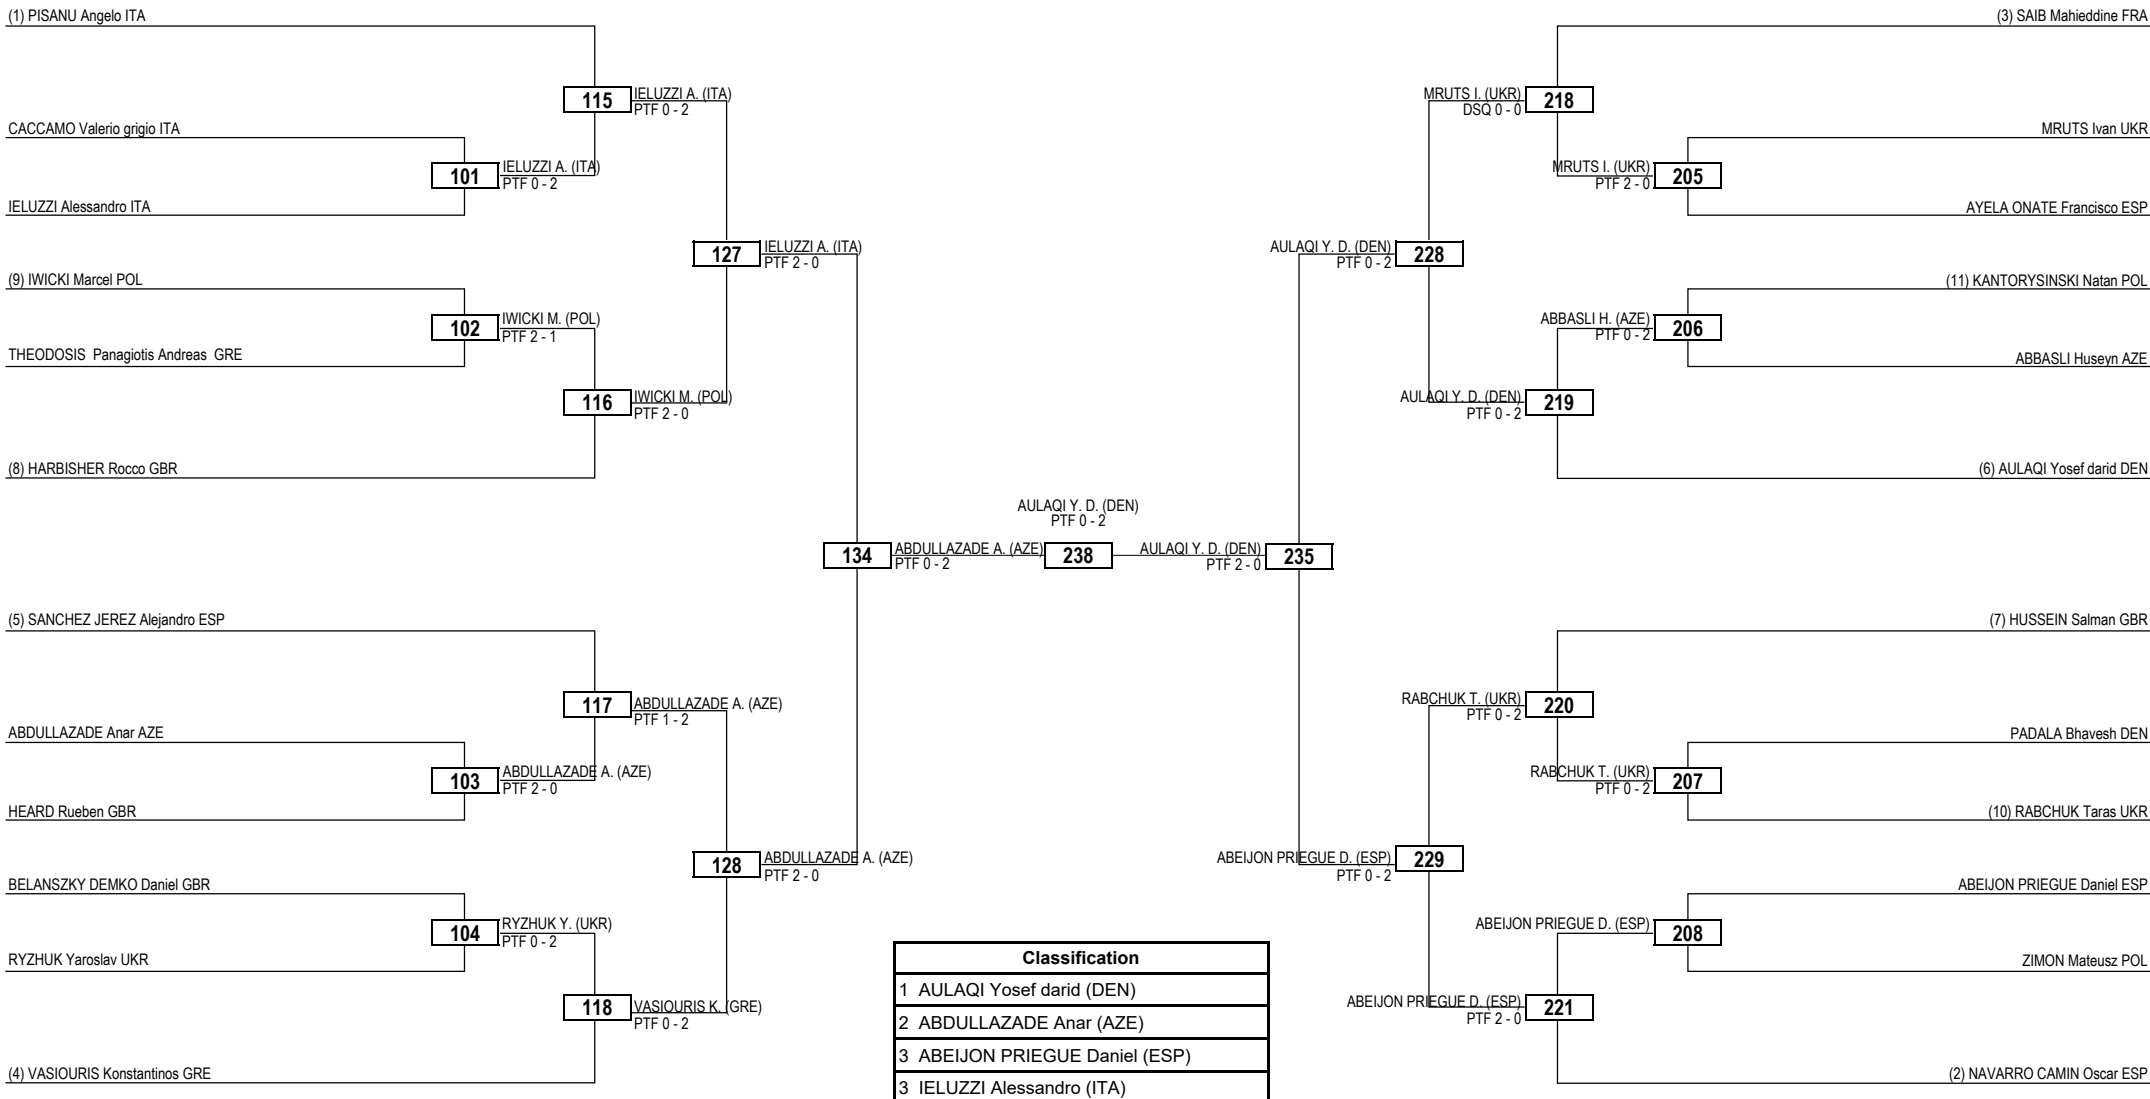 (1) PISANU Angelo ITA
(3) SAIB Mahieddine FRA
115
IELUZZI A. (ITA)
PTF 0 - 2
MRUTS I. (UKR)
DSQ 0 - 0
218
CACCAMO Valerio grigio ITA
MRUTS Ivan UKR
101
IELUZZI A. (ITA)
PTF 0 - 2
MRUTS I. (UKR)
PTF 2 - 0
205
IELUZZI Alessandro ITA
AYELA ONATE Francisco ESP
127
IELUZZI A. (ITA)
PTF 2 - 0
AULAQI Y. D. (DEN)
PTF 0 - 2
228
(9) IWICKI Marcel POL
(11) KANTORYSINSKI Natan POL
102
IWICKI M. (POL)
PTF 2 - 1
ABBASLI H. (AZE)
PTF 0 - 2
206
THEODOSIS  Panagiotis Andreas  GRE
ABBASLI Huseyn AZE
116
IWICKI M. (POL)
PTF 2 - 0
AULAQI Y. D. (DEN)
PTF 0 - 2
219
(8) HARBISHER Rocco GBR
(6) AULAQI Yosef darid DEN
AULAQI Y. D. (DEN)
PTF 0 - 2
134
ABDULLAZADE A. (AZE)
PTF 0 - 2
238
AULAQI Y. D. (DEN)
PTF 2 - 0
235
(5) SANCHEZ JEREZ Alejandro ESP
(7) HUSSEIN Salman GBR
117
ABDULLAZADE A. (AZE)
PTF 1 - 2
RABCHUK T. (UKR)
PTF 0 - 2
220
ABDULLAZADE Anar AZE
PADALA Bhavesh DEN
103
ABDULLAZADE A. (AZE)
PTF 2 - 0
RABCHUK T. (UKR)
PTF 0 - 2
207
HEARD Rueben GBR
(10) RABCHUK Taras UKR
128
ABDULLAZADE A. (AZE)
PTF 2 - 0
ABEIJON PRIEGUE D. (ESP)
PTF 0 - 2
229
BELANSZKY DEMKO Daniel GBR
ABEIJON PRIEGUE Daniel ESP
104
RYZHUK Y. (UKR)
PTF 0 - 2
ABEIJON PRIEGUE D. (ESP)
208
RYZHUK Yaroslav UKR
ZIMON Mateusz POL
118
VASIOURIS K. (GRE)
PTF 0 - 2
ABEIJON PRIEGUE D. (ESP)
PTF 2 - 0
221
(4) VASIOURIS Konstantinos GRE
(2) NAVARRO CAMIN Oscar ESP
Classification
1 AULAQI Yosef darid (DEN)
2 ABDULLAZADE Anar (AZE)
3 ABEIJON PRIEGUE Daniel (ESP)
3 IELUZZI Alessandro (ITA)